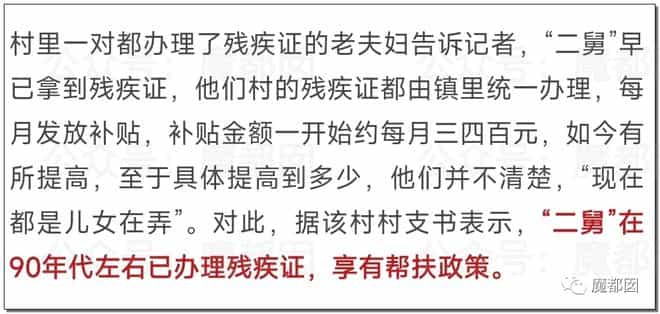 村里一对都办理了残疾证的老夫妇告诉记者，“二舅”早
已拿到残疾证，他们村的残疾证都由镇里统一办理，每
月发放补贴，补贴金额一开始约每月三四百元，如今有
所提高，至于具体提高到多少，他们并不清楚，“现在
都是儿女在弄”。对此，据该村村支书表示，“二舅”在
90年代左右已办理残疾证，享有帮扶政策。
魔都囡